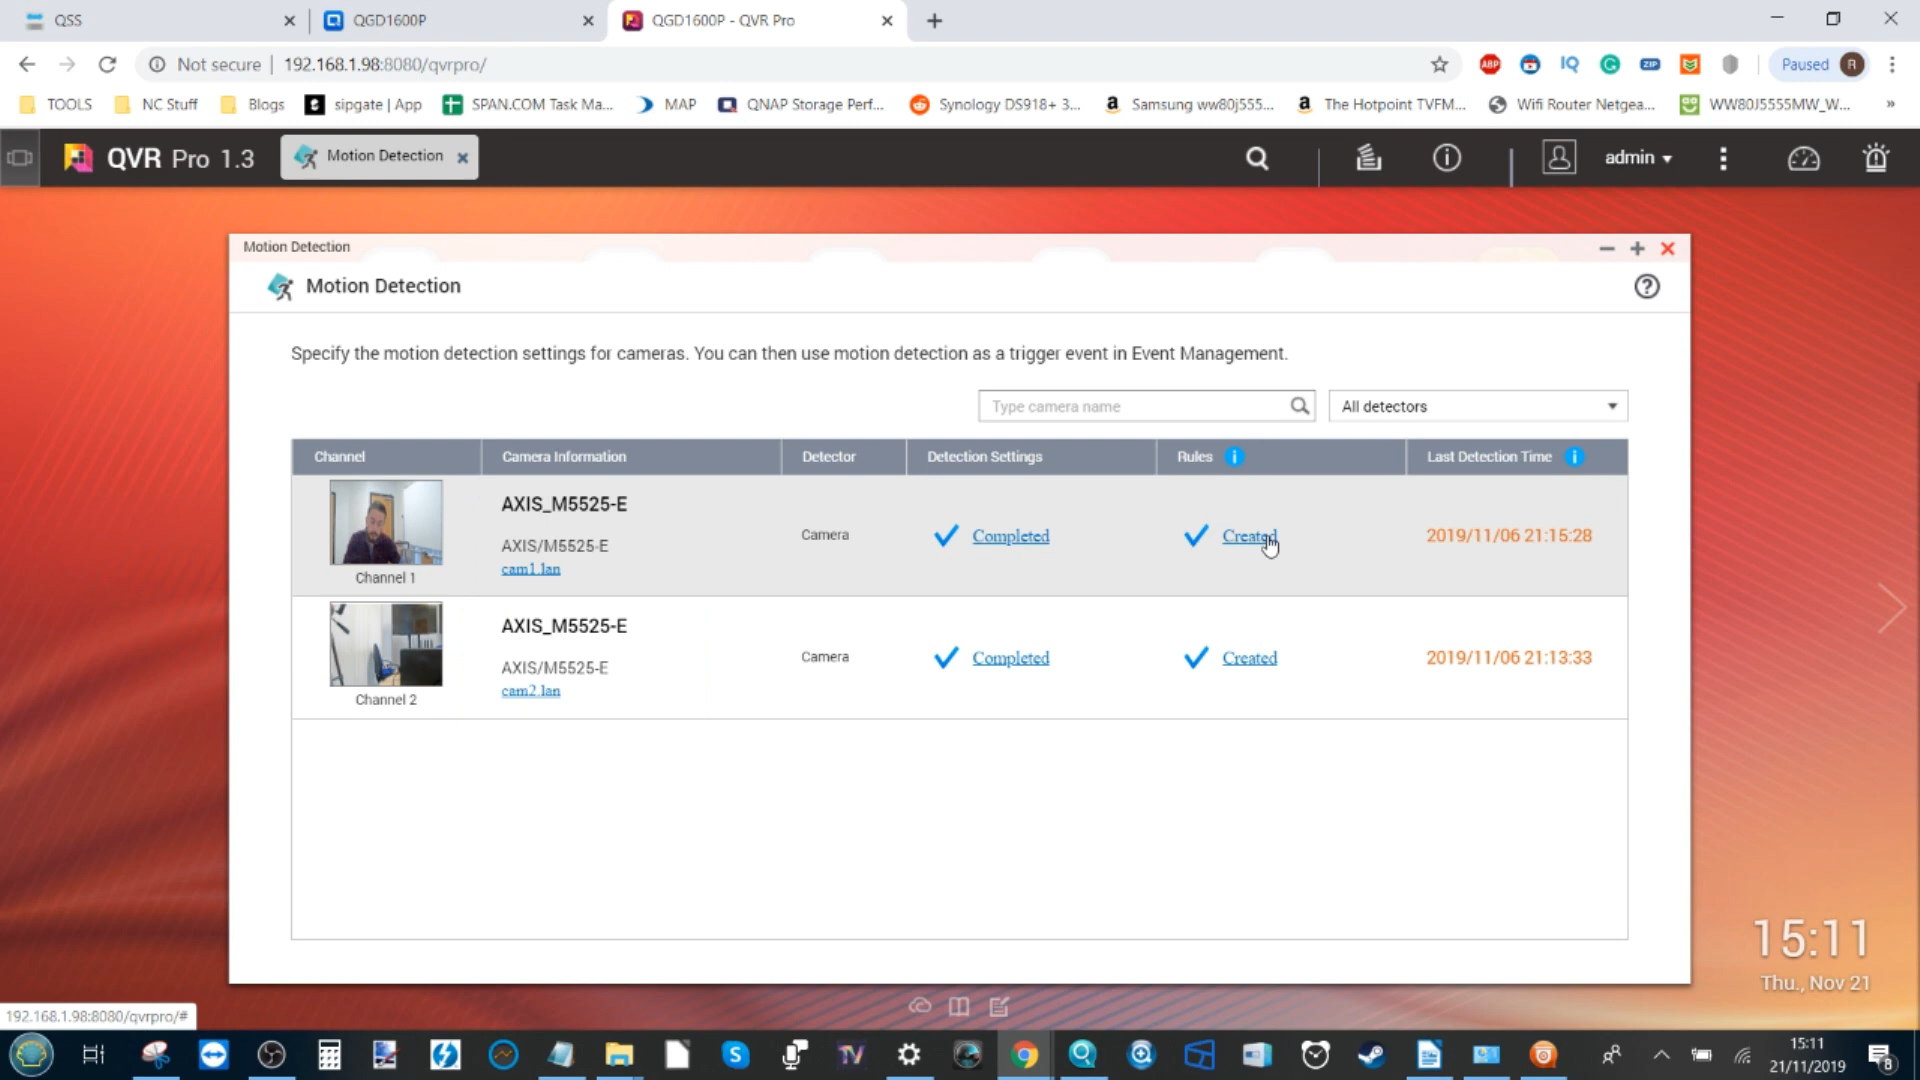 QSS
QGD1600P
QGD1600P - QVR Pro
Not secure | 192.168.1.98:8080/qvrpro/
ABP
IQ
ZIP
Paused R
TOOLS
NC Stuff
Blogs
sipgate | App
SPAN.COM Task Ma...
MAP
QNAP Storage Perf...
Synology DS918+ 3...
Samsung ww80j555...
The Hotpoint TVFM...
Wifi Router Netgea...
WW80J5555MW_W...
»
QVR Pro 1.3
Motion Detection
admin
Motion Detection
Motion Detection
Specify the motion detection settings for cameras. You can then use motion detection as a trigger event in Event Management.
Type camera name
All detectors
Channel Camera Information Detector Detection Settings Rules Last Detection Time
AXIS_M5525-E
AXIS/M5525-E
cam1.lan
Channel 1
Camera
Completed
Created
2019/11/06 21:15:28
AXIS_M5525-E
AXIS/M5525-E
cam2.lan
Channel 2
Camera
Completed
Created
2019/11/06 21:13:33
15:11
Thu., Nov 21
192.168.1.98:8080/qvrpro/#
15:11
21/11/2019
8